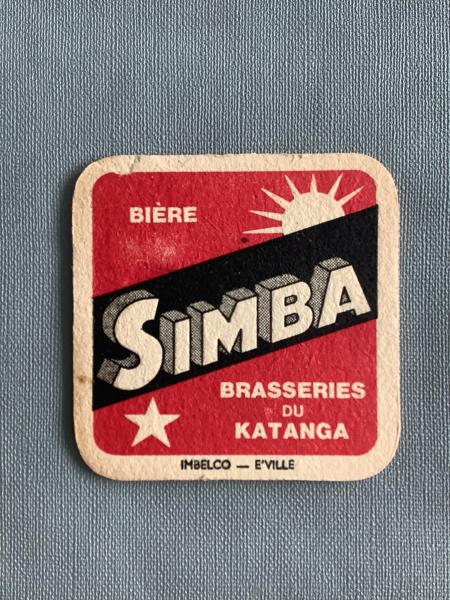 BIÈRE
SIMBA
BRASSERIES
DU
KATANGA
IMBELCO — E'VILLE